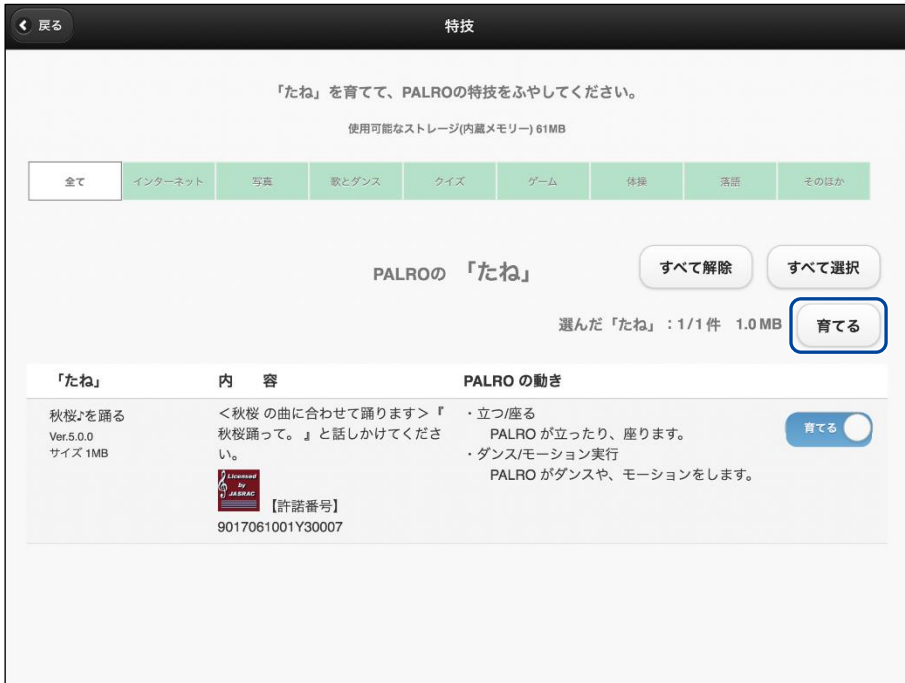 戻る
特技
「たね」を育てて、PALROの特技をふやしてください。
使用可能なストレージ(内蔵メモリー) 61MB
全て インターネット 写真 歌とダンス クイズ ゲーム 体操 落語 そのほか
PALROの 「たね」 すべて解除 すべて選択
選んだ「たね」：1/1件 1.0MB 育てる
「たね」 内 容 PALRO の動き
秋桜♪を踊る
Ver.5.0.0
サイズ 1MB
＜秋桜 の曲に合わせて踊ります＞『
秋桜踊って。 』と話しかけてくださ
い。
Licensed
by
JASRAC
【許諾番号】
9017061001Y30007
・立つ/座る
PALRO が立ったり、座ります。
・ダンス/モーション実行
PALRO がダンスや、モーションをします。
育てる